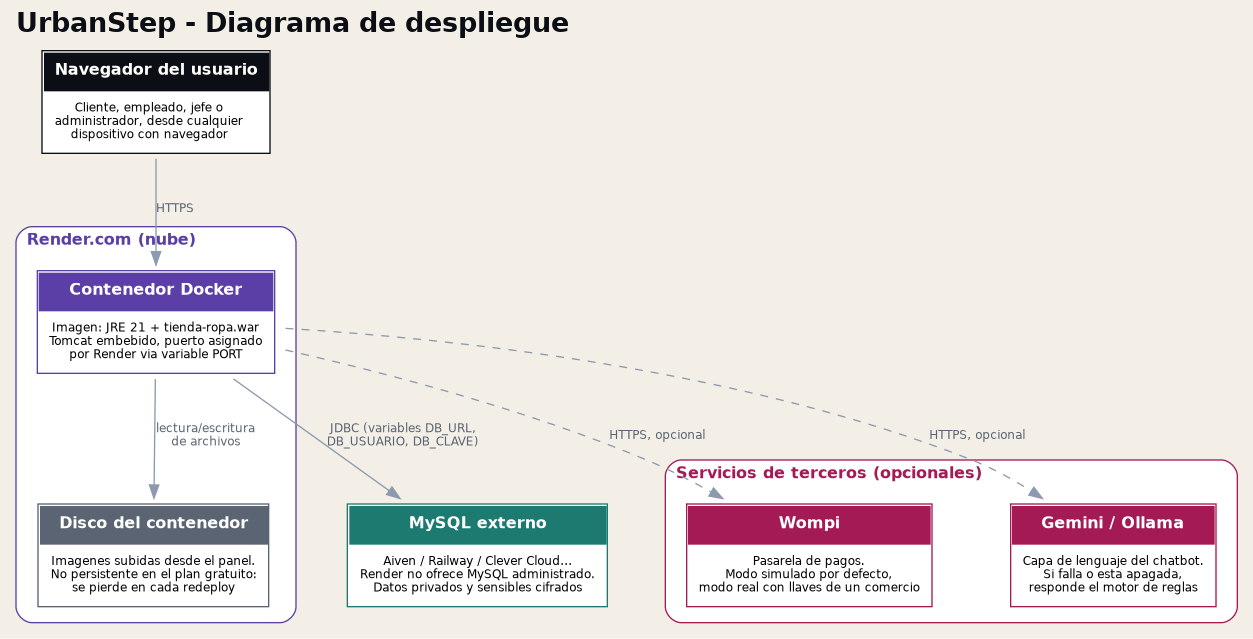 UrbanStep - Diagrama de despliegue
Navegador del usuario
Cliente, empleado, jefe o
administrador, desde cualquier
dispositivo con navegador
HTTPS
Render.com (nube)
Contenedor Docker
Imagen: JRE 21 + tienda-ropa.war
Tomcat embebido, puerto asignado
por Render via variable PORT
lectura/escritura
de archivos
JDBC (variables DB_URL,
DB_USUARIO, DB_CLAVE)
HTTPS, opcional
HTTPS, opcional
Disco del contenedor
Imagenes subidas desde el panel.
No persistente en el plan gratuito:
se pierde en cada redeploy
MySQL externo
Aiven / Railway / Clever Cloud...
Render no ofrece MySQL administrado.
Datos privados y sensibles cifrados
Servicios de terceros (opcionales)
Wompi
Pasarela de pagos.
Modo simulado por defecto,
modo real con llaves de un comercio
Gemini / Ollama
Capa de lenguaje del chatbot.
Si falla o esta apagada,
responde el motor de reglas